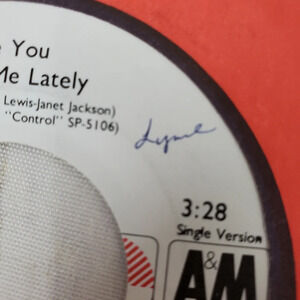 You
Me Lately
Lewis-Janet Jackson)
"Control" SP-5106)
3:28
Single Version
A&M